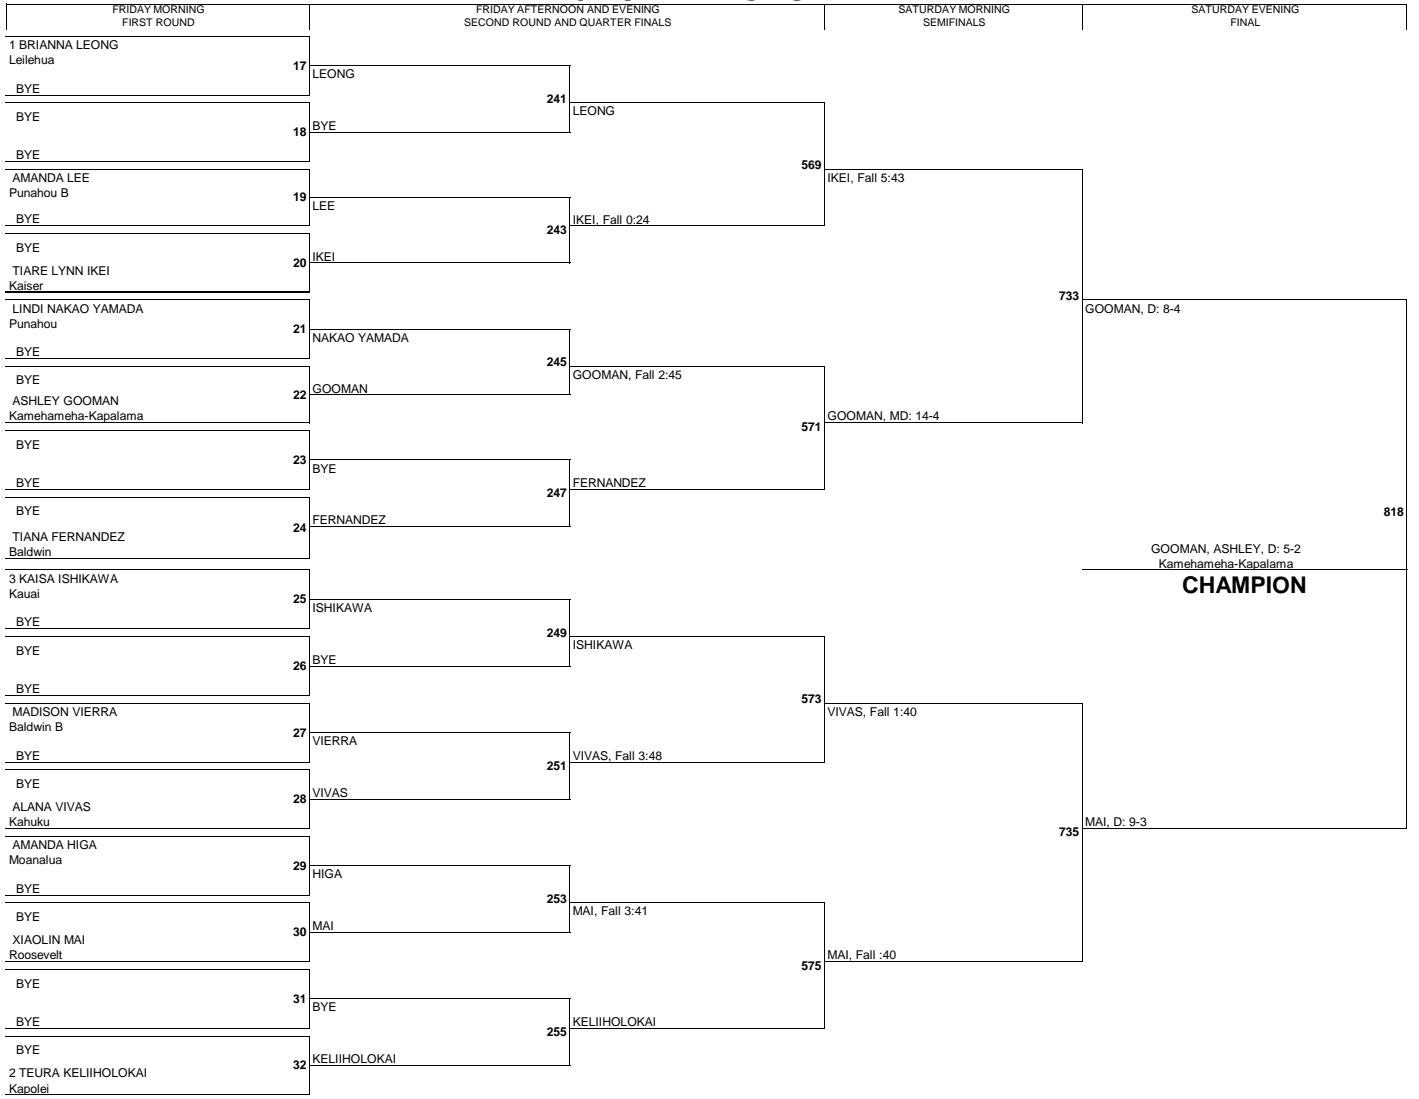 FRIDAY MORNING
FIRST ROUND
FRIDAY AFTERNOON AND EVENING
SECOND ROUND AND QUARTER FINALS
SATURDAY MORNING
SEMIFINALS
SATURDAY EVENING
FINAL
1 BRIANNA LEONG
Leilehua
17
BYE
BYE
18
BYE
AMANDA LEE
Punahou B
19
BYE
BYE
20
TIARE LYNN IKEI
Kaiser
LINDI NAKAO YAMADA
Punahou
21
BYE
BYE
22
ASHLEY GOOMAN
Kamehameha-Kapalama
BYE
23
BYE
BYE
24
TIANA FERNANDEZ
Baldwin
3 KAISA ISHIKAWA
Kauai
25
BYE
BYE
26
BYE
MADISON VIERRA
Baldwin B
27
BYE
BYE
28
ALANA VIVAS
Kahuku
AMANDA HIGA
Moanalua
29
BYE
BYE
30
XIAOLIN MAI
Roosevelt
BYE
31
BYE
BYE
32
2 TEURA KELIIHOLOKAI
Kapolei
LEONG
241
BYE
LEE
243
IKEI
NAKAO YAMADA
245
GOOMAN
BYE
247
FERNANDEZ
ISHIKAWA
249
BYE
VIERRA
251
VIVAS
HIGA
253
MAI
BYE
255
KELIIHOLOKAI
LEONG
569
IKEI, Fall 0:24
GOOMAN, Fall 2:45
571
FERNANDEZ
ISHIKAWA
573
VIVAS, Fall 3:48
MAI, Fall 3:41
575
KELIIHOLOKAI
IKEI, Fall 5:43
733
GOOMAN, MD: 14-4
VIVAS, Fall 1:40
735
MAI, Fall :40
GOOMAN, D: 8-4
818
GOOMAN, ASHLEY, D: 5-2
Kamehameha-Kapalama
CHAMPION
MAI, D: 9-3